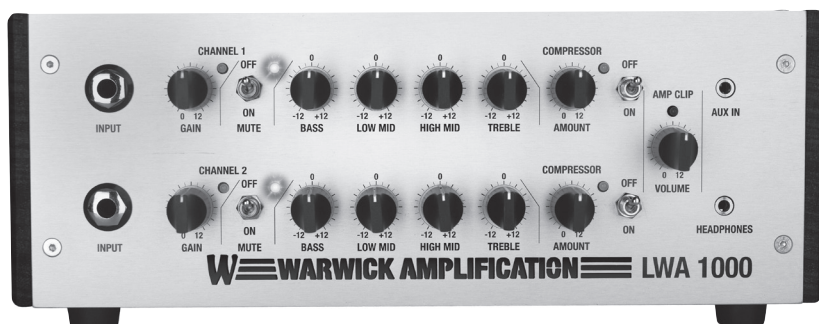 CHANNEL 1 OFF 0 0 0 0 COMPRESSOR OFF
AMP CLIP
0 12 ON -12 +12 -12 +12 -12 +12 -12 +12 0 12 ON AUX IN
INPUT GAIN MUTE BASS LOW MID HIGH MID TREBLE AMOUNT
CHANNEL 2 OFF 0 0 0 0 COMPRESSOR OFF
0 12
VOLUME
0 12 ON -12 +12 -12 +12 -12 +12 -12 +12 0 12 ON HEADPHONES
INPUT GAIN MUTE BASS LOW MID HIGH MID TREBLE AMOUNT
W WARWICK AMPLIFICATION LWA 1000